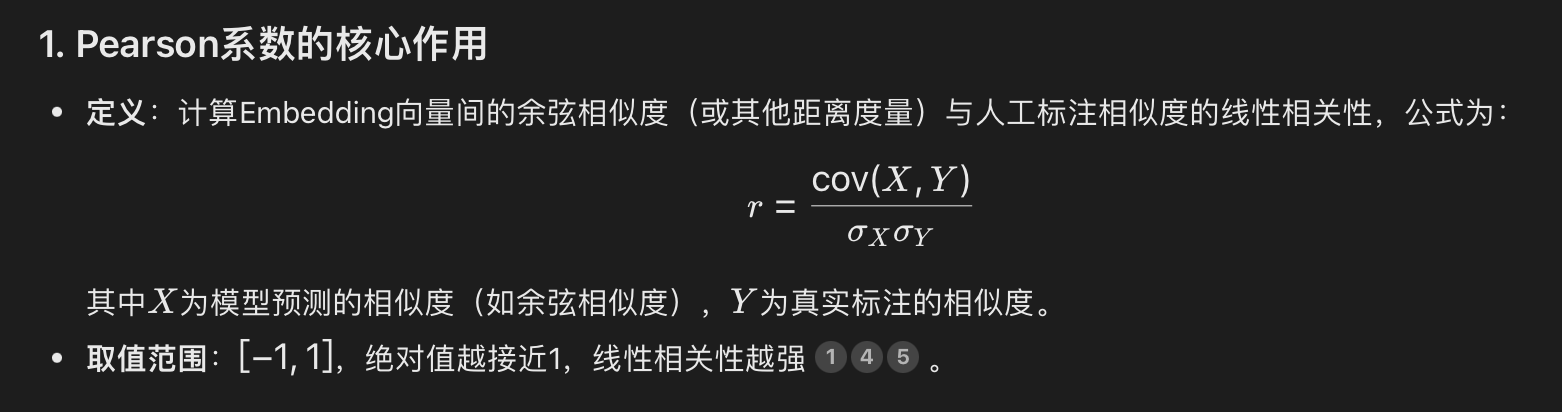 1. Pearson系数的核心作用
• 定义：计算Embedding向量间的余弦相似度（或其他距离度量）与人工标注相似度的线性相关性，公式为：
r = cov(X, Y) / σ_X σ_Y
其中X为模型预测的相似度（如余弦相似度），Y为真实标注的相似度。
• 取值范围：[−1, 1]，绝对值越接近1，线性相关性越强 1 4 5 。